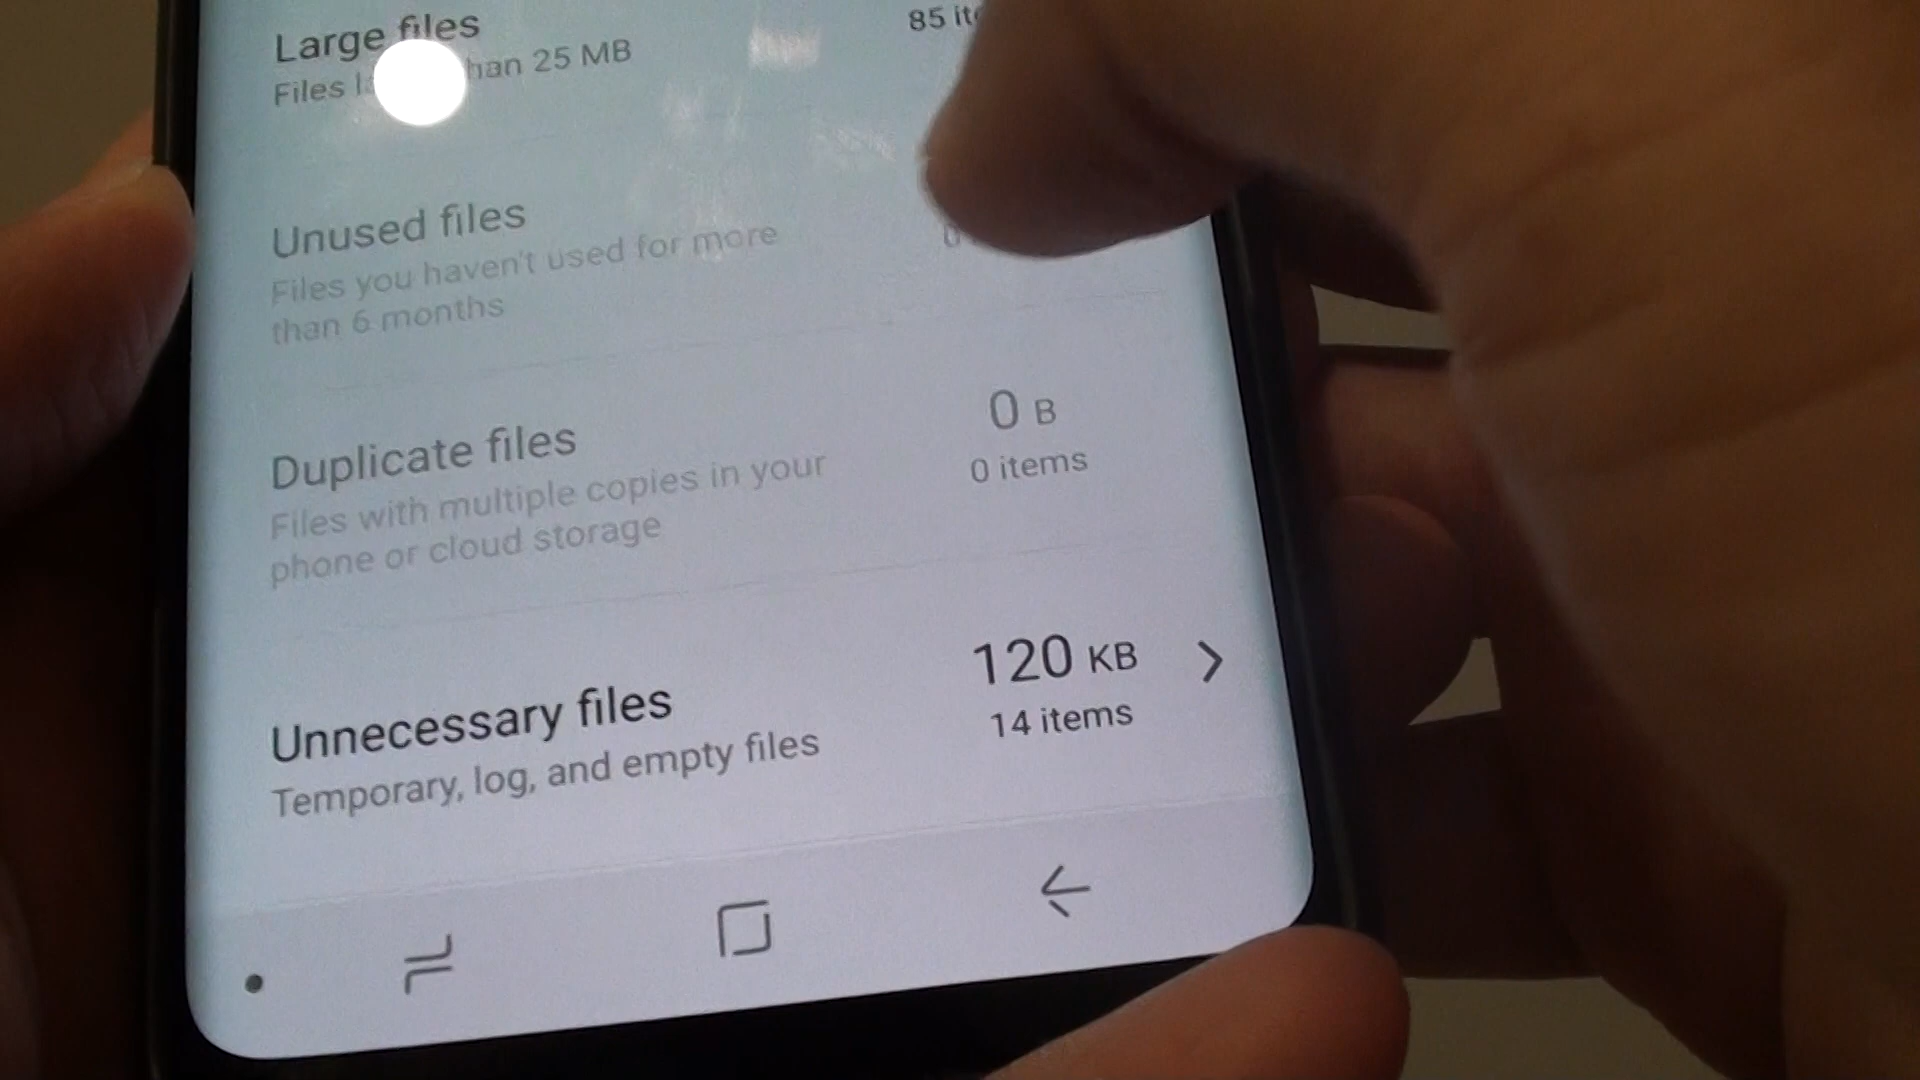 Large files
85
Files than 25 MB
Unused files
Files you haven't used for more
than 6 months
Duplicate files
Files with multiple copies in your
phone or cloud storage
0 B
0 items
Unnecessary files
Temporary, log, and empty files
120 KB
14 items